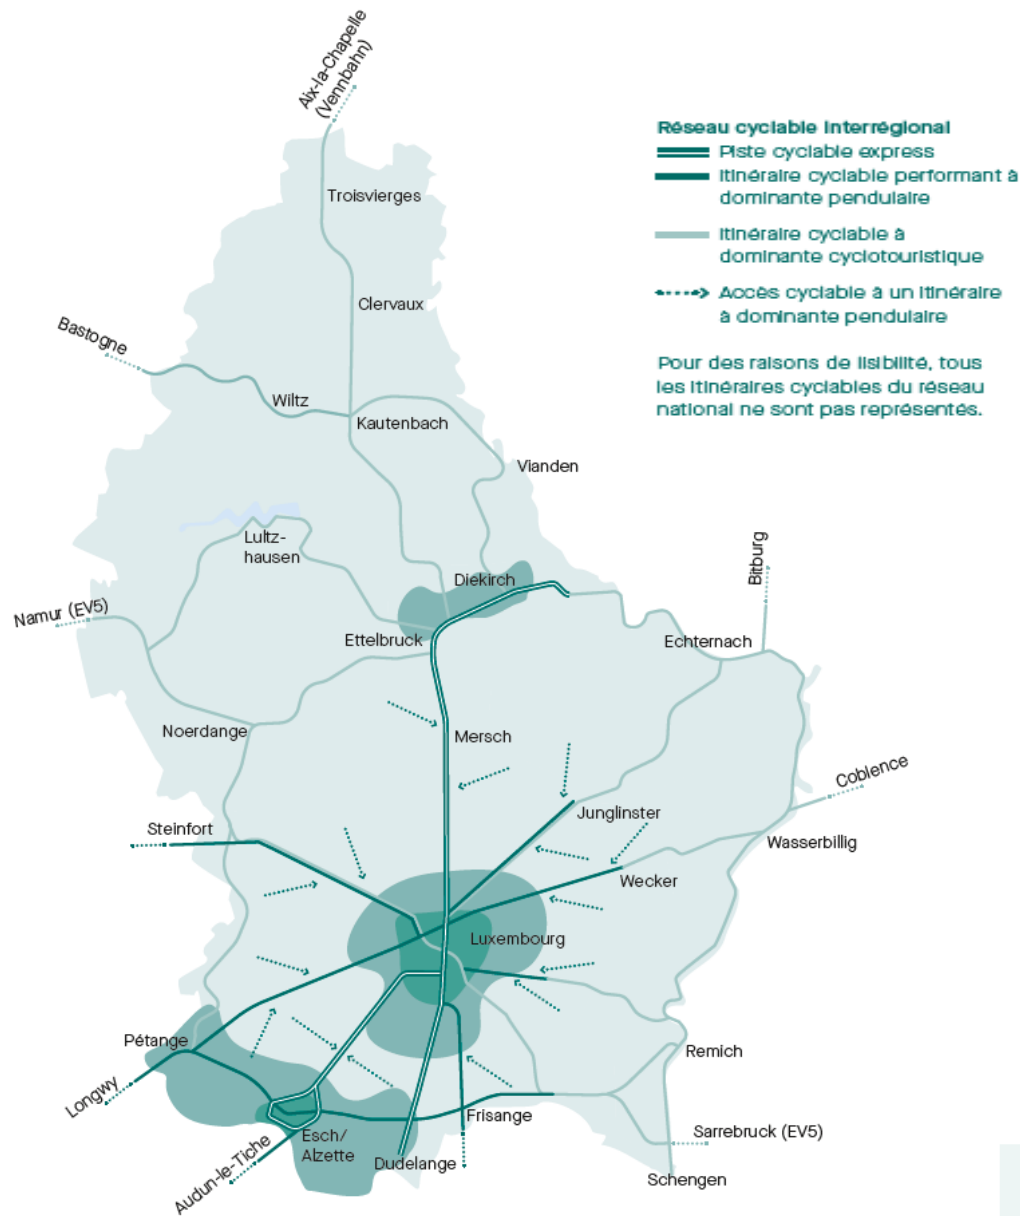 Aix-la-Chapelle
(Vennbahn)
Réseau cyclable interrégional
Piste cyclable express
Itinéraire cyclable performant à
dominante pendulaire
Itinéraire cyclable à
dominante cyclotouristique
Accès cyclable à un itinéraire
à dominante pendulaire
Pour des raisons de lisibilité, tous
les itinéraires cyclables du réseau
national ne sont pas représentés.
Troisvierges
Clervaux
Bastogne
Wiltz
Kautenbach
Vianden
Lultz-
hausen
Diekirch
Bitburg
Namur (EV5)
Ettelbruck
Echternach
Noerdange
Mersch
Coblence
Junglinster
Steinfort
Wasserbillig
Wecker
Luxembourg
Pétange
Remich
Longwy
Frisange
Esch/
Alzette
Sarrebruck (EV5)
Audun-le-Tiche
Dudelange
Schengen